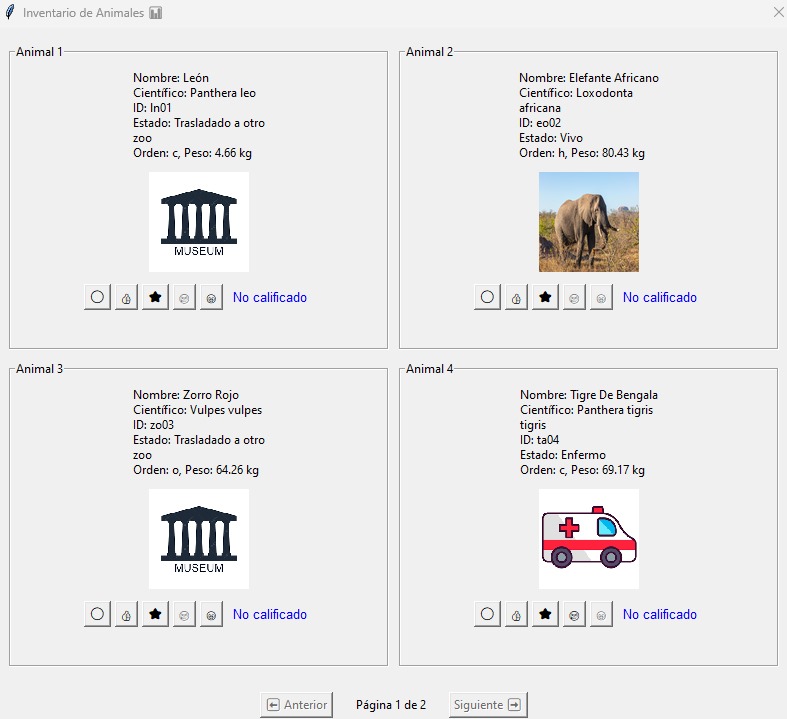 Inventario de Animales
Animal 1
Nombre: León
Científico: Panthera leo
ID: ln01
Estado: Trasladado a otro
zoo
Orden: c, Peso: 4.66 kg
MUSEUM
No calificado
Animal 2
Nombre: Elefante Africano
Científico: Loxodonta
africana
ID: eo02
Estado: Vivo
Orden: h, Peso: 80.43 kg
No calificado
Animal 3
Nombre: Zorro Rojo
Científico: Vulpes vulpes
ID: zo03
Estado: Trasladado a otro
zoo
Orden: o, Peso: 64.26 kg
MUSEUM
No calificado
Animal 4
Nombre: Tigre De Bengala
Científico: Panthera tigris
tigris
ID: ta04
Estado: Enfermo
Orden: c, Peso: 69.17 kg
No calificado
Anterior
Página 1 de 2
Siguiente